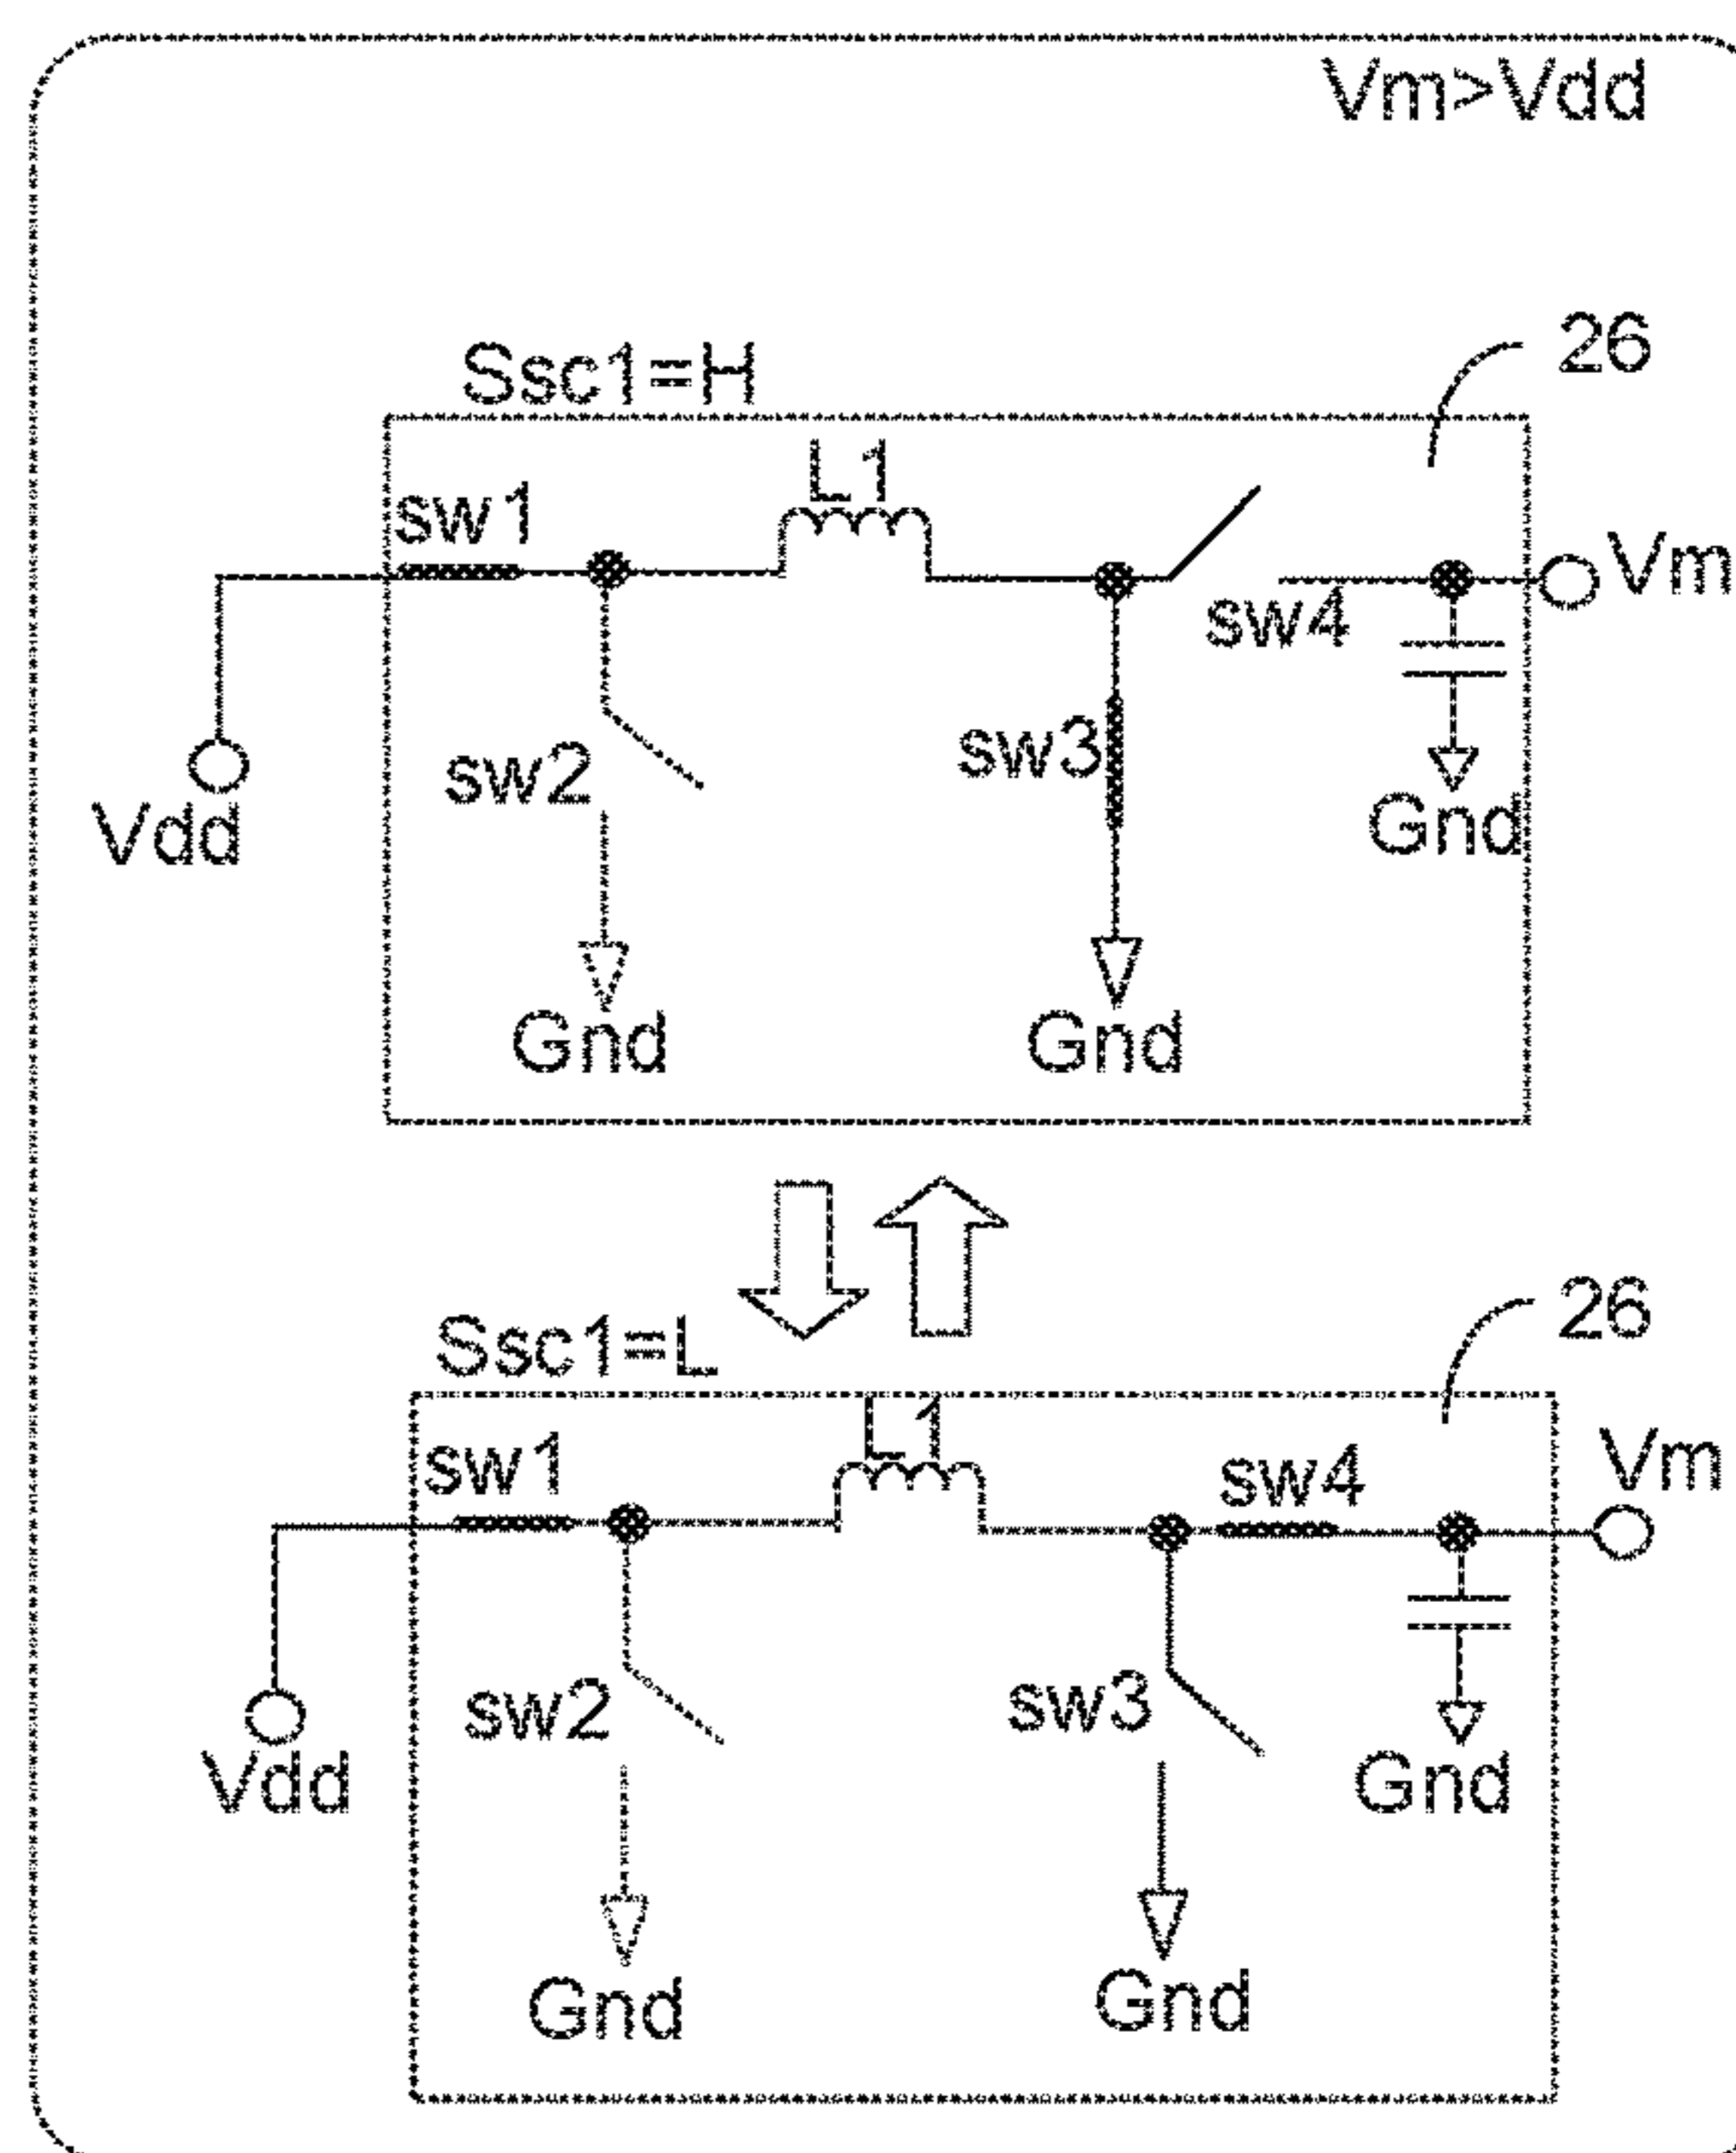 Vm>Vdd
26
Ssc1=H
L1
sw1
Vm
sw4
sw2
sw3
Vdd
Gnd
Gnd
Gnd
26
Ssc1=L
L1
sw1
sw4
Vm
sw2
sw3
Vdd
Gnd
Gnd
Gnd